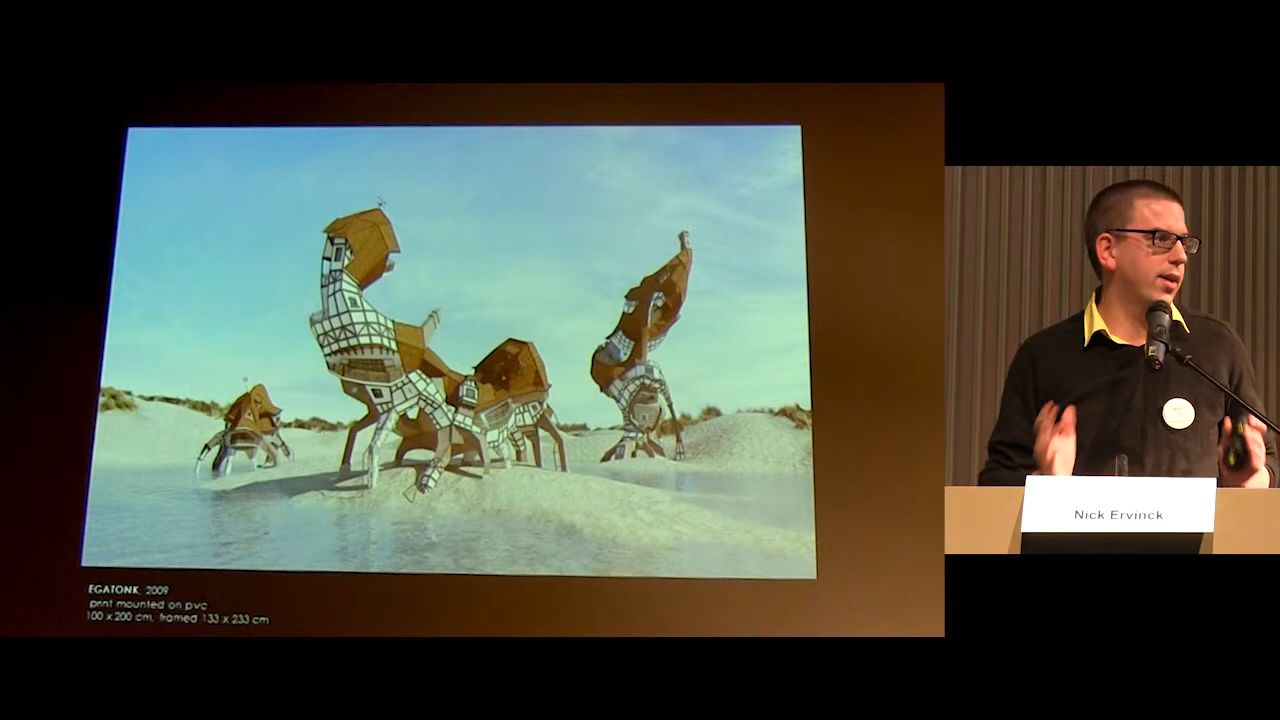 EGATONK, 2009
print mounted on pvc
100 x 200 cm, framed 133 x 233 cm
Nick Ervinck